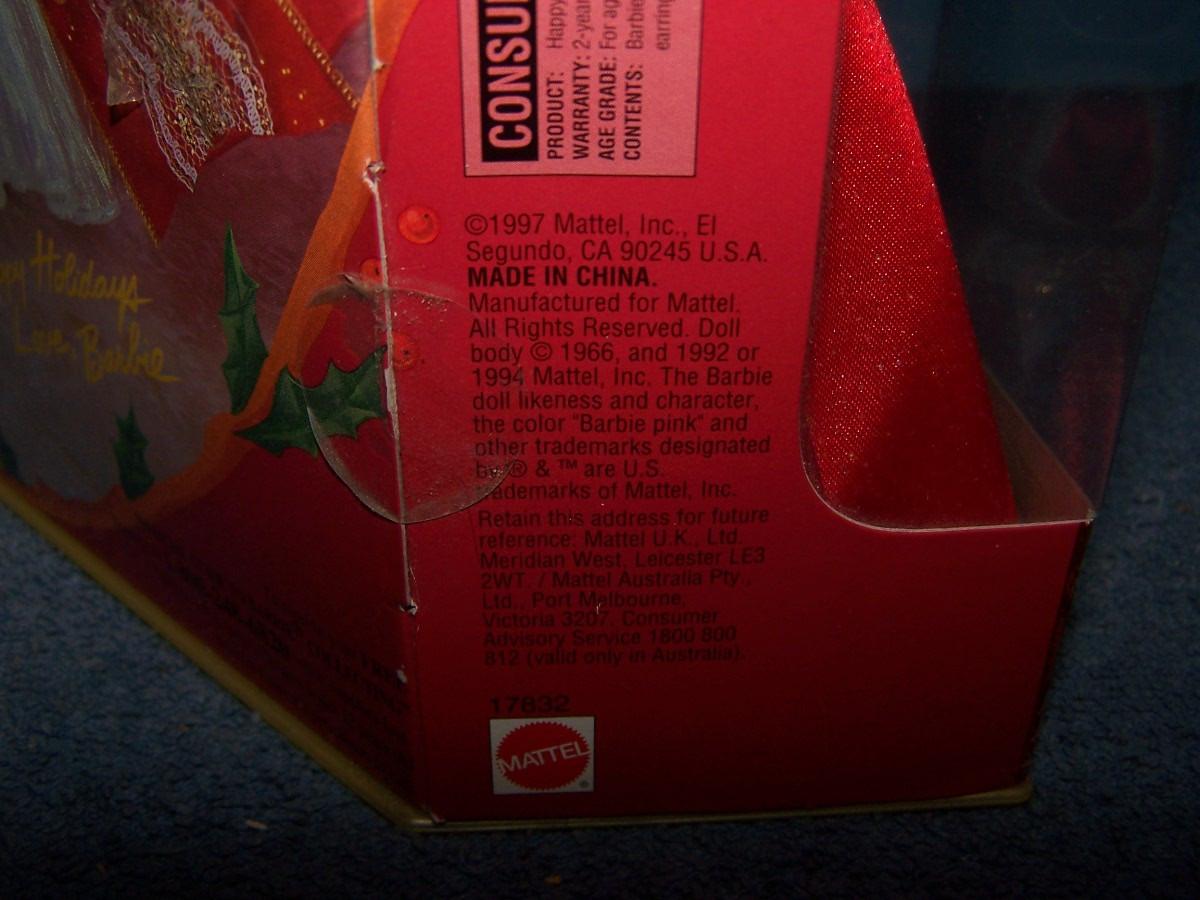 CONSU
PRODUCT: Happy
WARRANTY: 2-year
AGE GRADE: For ag
CONTENTS: Barbie
earring
©1997 Mattel, Inc., El
Segundo, CA 90245 U.S.A.
MADE IN CHINA.
Manufactured for Mattel.
All Rights Reserved. Doll
body © 1966, and 1992 or
1994 Mattel, Inc. The Barbie
doll likeness and character,
the color "Barbie pink" and
other trademarks designated
by ® & ™ are U.S.
trademarks of Mattel, Inc.
Retain this address for future
reference: Mattel U.K., Ltd.
Meridian West, Leicester LE3
2WT. / Mattel Australia Pty.,
Ltd., Port Melbourne,
Victoria 3207. Consumer
Advisory Service 1800 800
812 (valid only in Australia).
17832
MATTEL ®
ppy Holidays
Love, Barbie